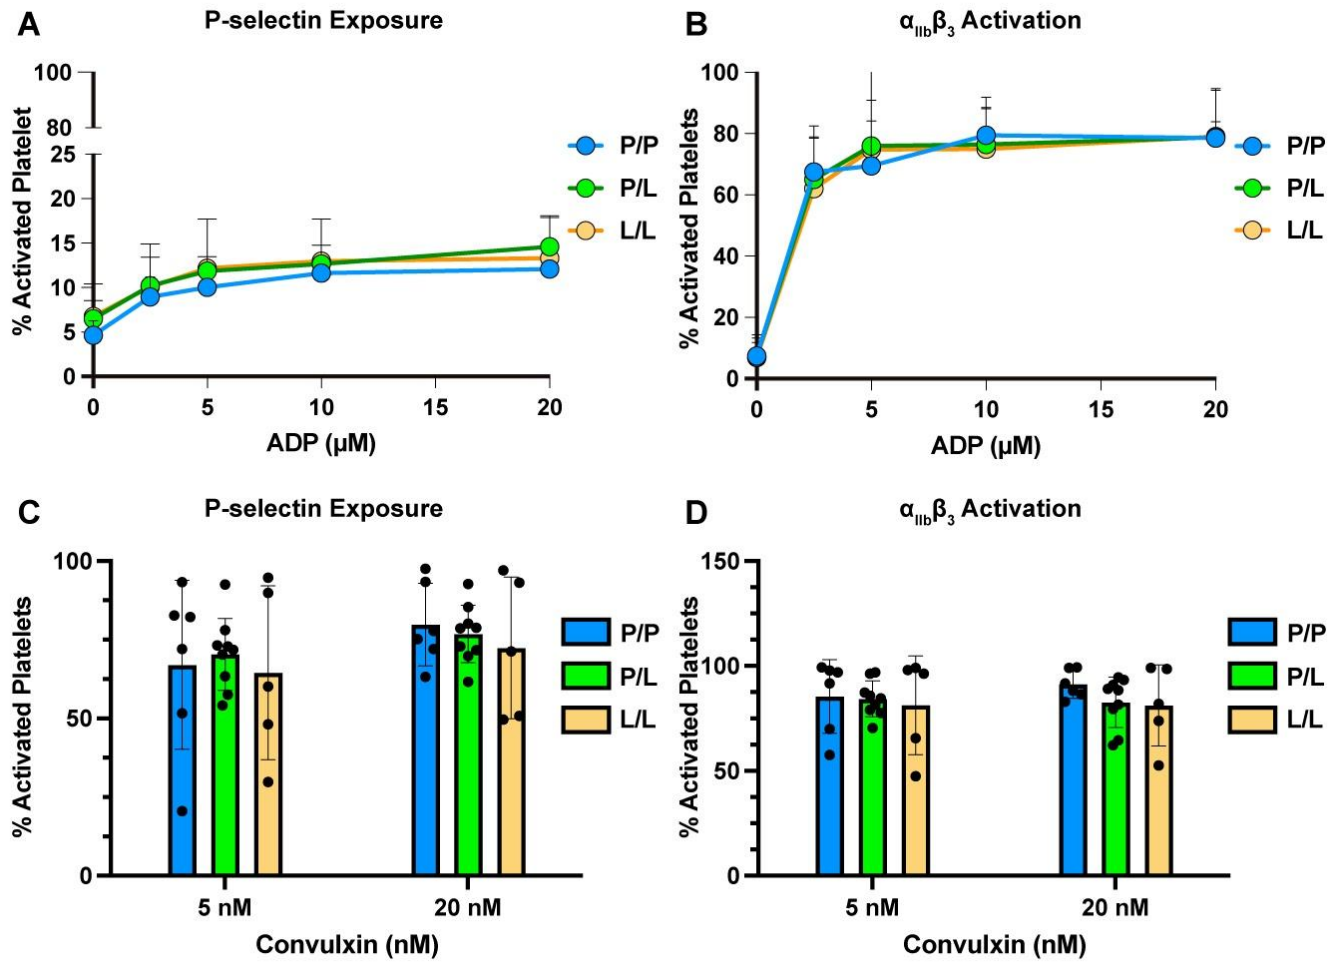 A
P-selectin Exposure
% Activated Platelet
100
80
25
20
15
10
5
0
0 5 10 15 20
ADP (μM)
P/P
P/L
L/L
B
αIIbβ3 Activation
% Activated Platelets
100
80
60
40
20
0
0 5 10 15 20
ADP (μM)
P/P
P/L
L/L
C
P-selectin Exposure
% Activated Platelets
100
50
0
5 nM 20 nM
Convulxin (nM)
P/P
P/L
L/L
D
αIIbβ3 Activation
% Activated Platelets
150
100
50
0
5 nM 20 nM
Convulxin (nM)
P/P
P/L
L/L